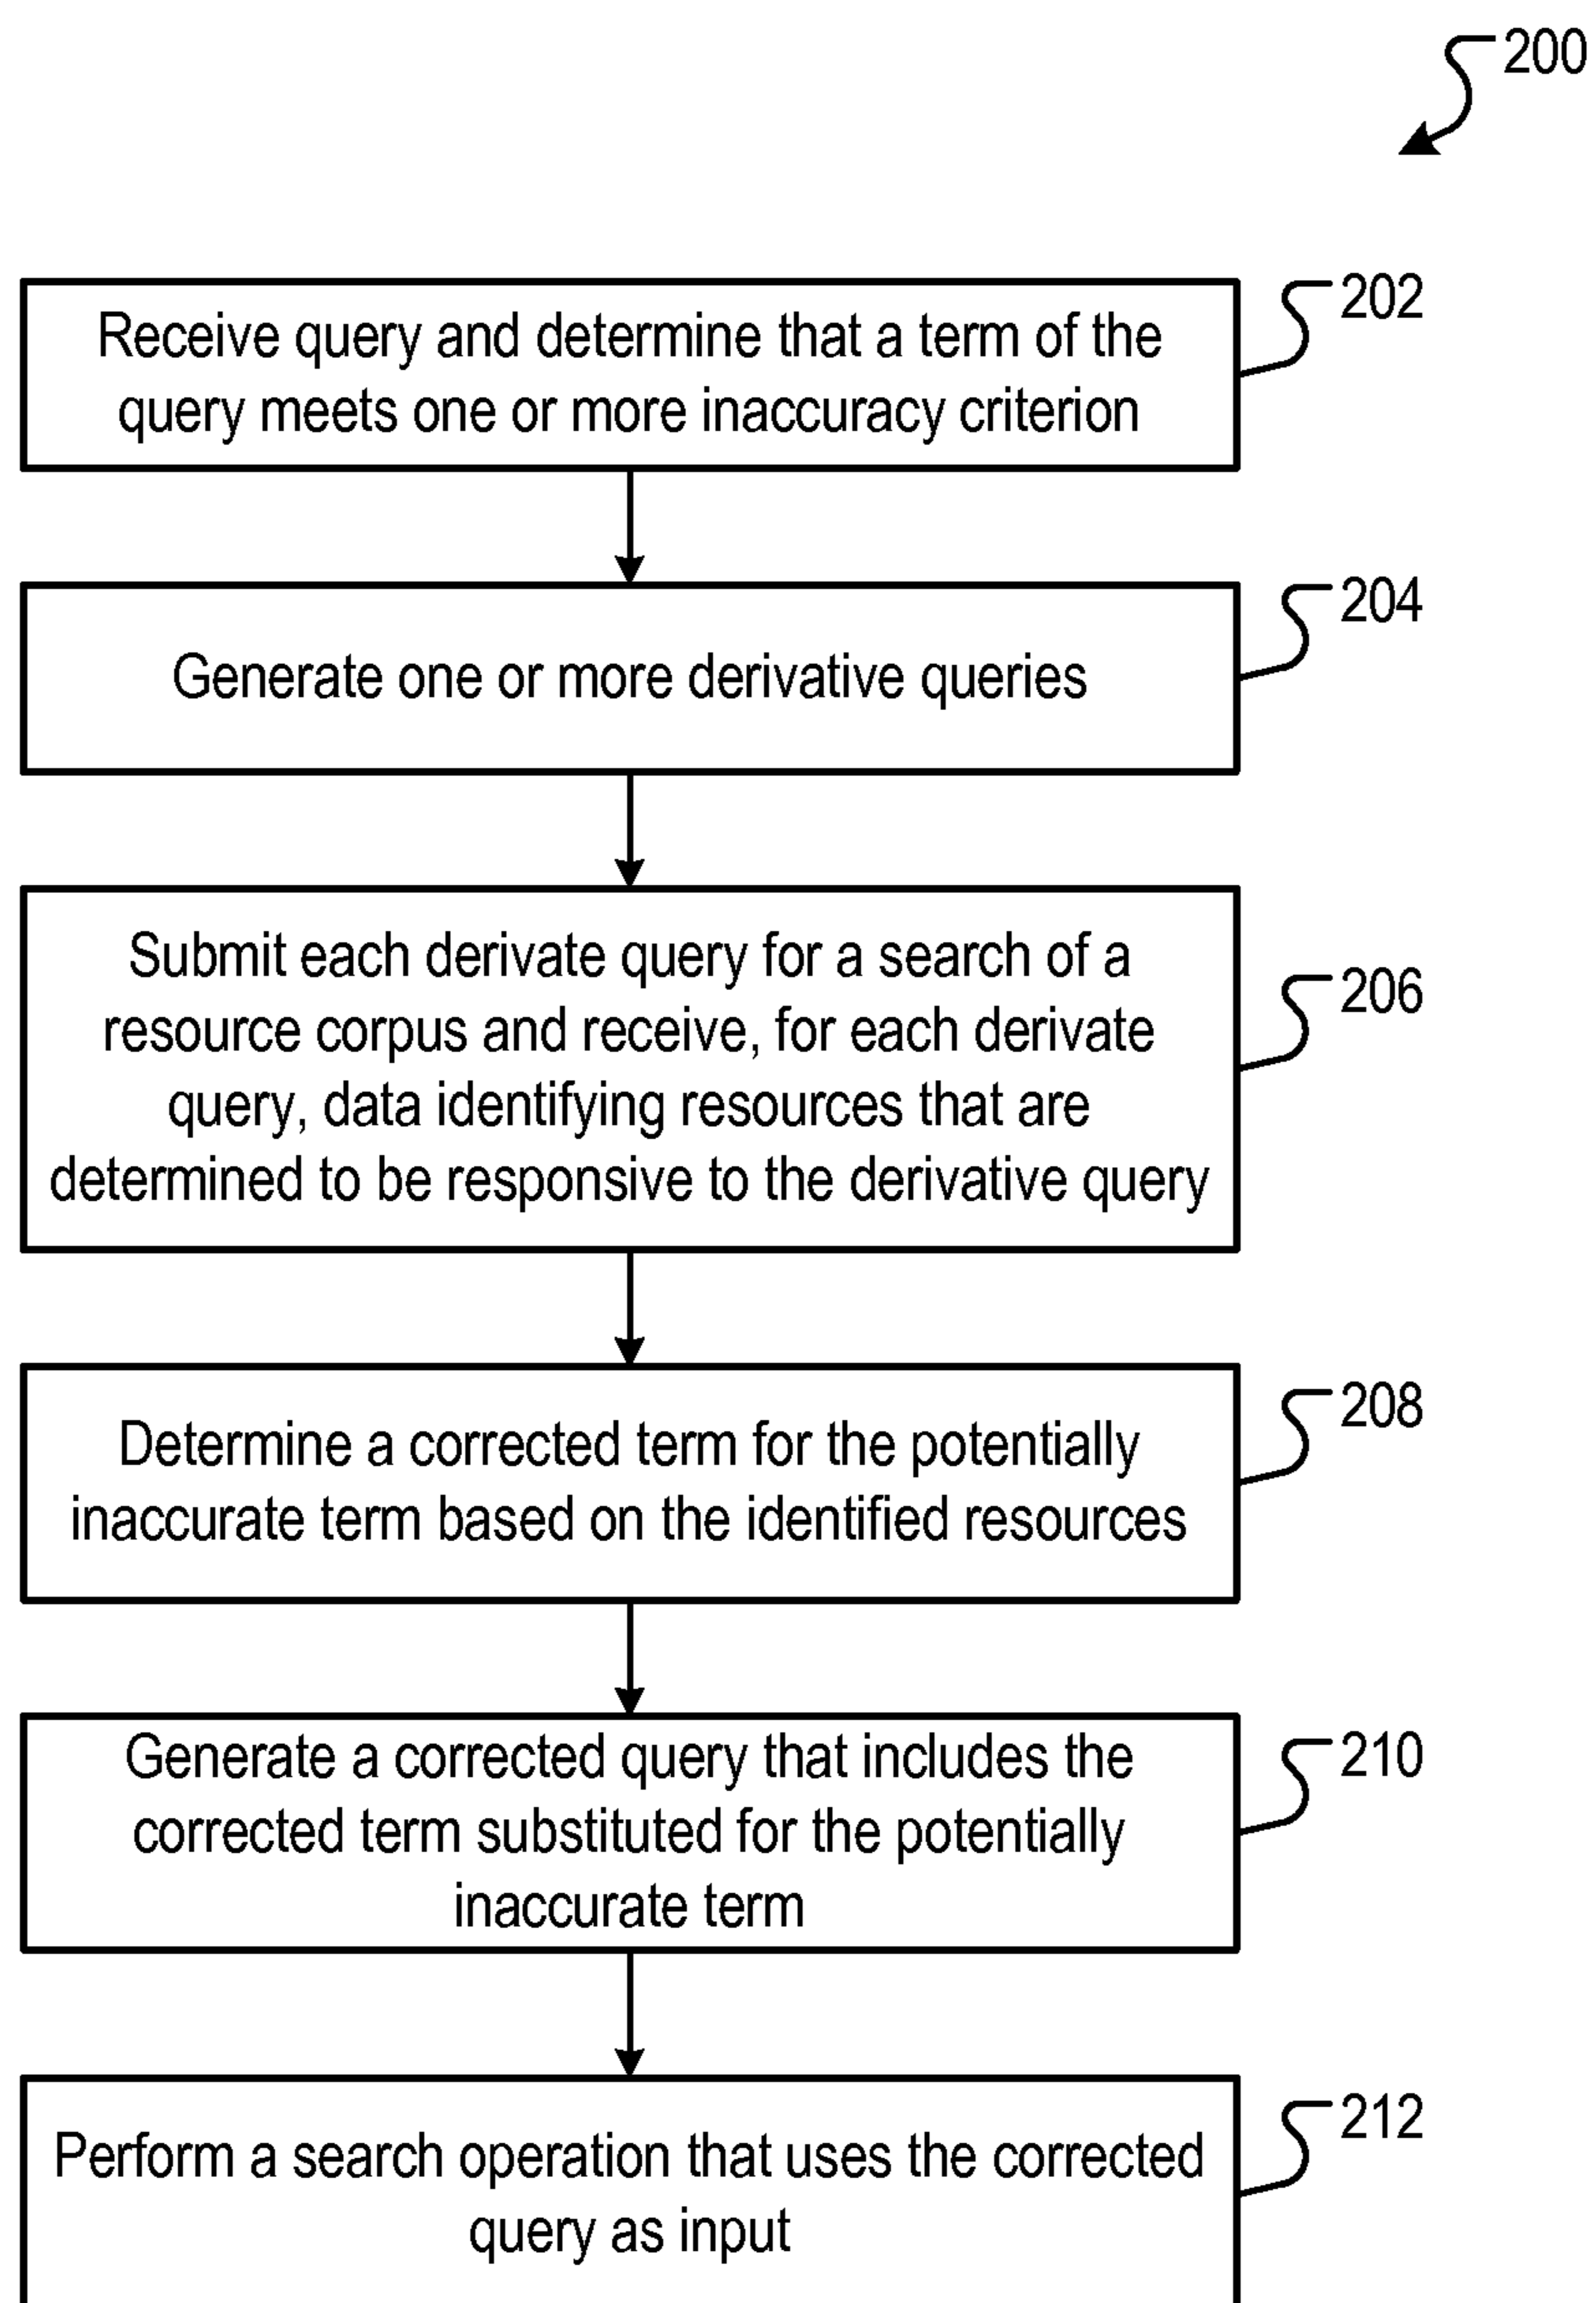 200
Receive query and determine that a term of the
query meets one or more inaccuracy criterion
202
Generate one or more derivative queries
204
Submit each derivate query for a search of a
resource corpus and receive, for each derivate
query, data identifying resources that are
determined to be responsive to the derivative query
206
Determine a corrected term for the potentially
inaccurate term based on the identified resources
208
Generate a corrected query that includes the
corrected term substituted for the potentially
inaccurate term
210
Perform a search operation that uses the corrected
query as input
212